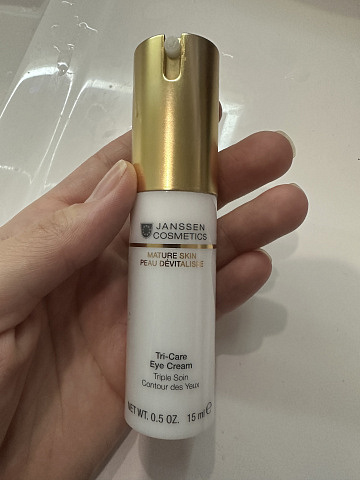 JANSSEN
COSMETICS
MATURE SKIN
PEAU DÉVITALISÉE
Tri-Care
Eye Cream
Triple Soin
Contour des Yeux
NET WT. 0.5 OZ. 15 ml ℮